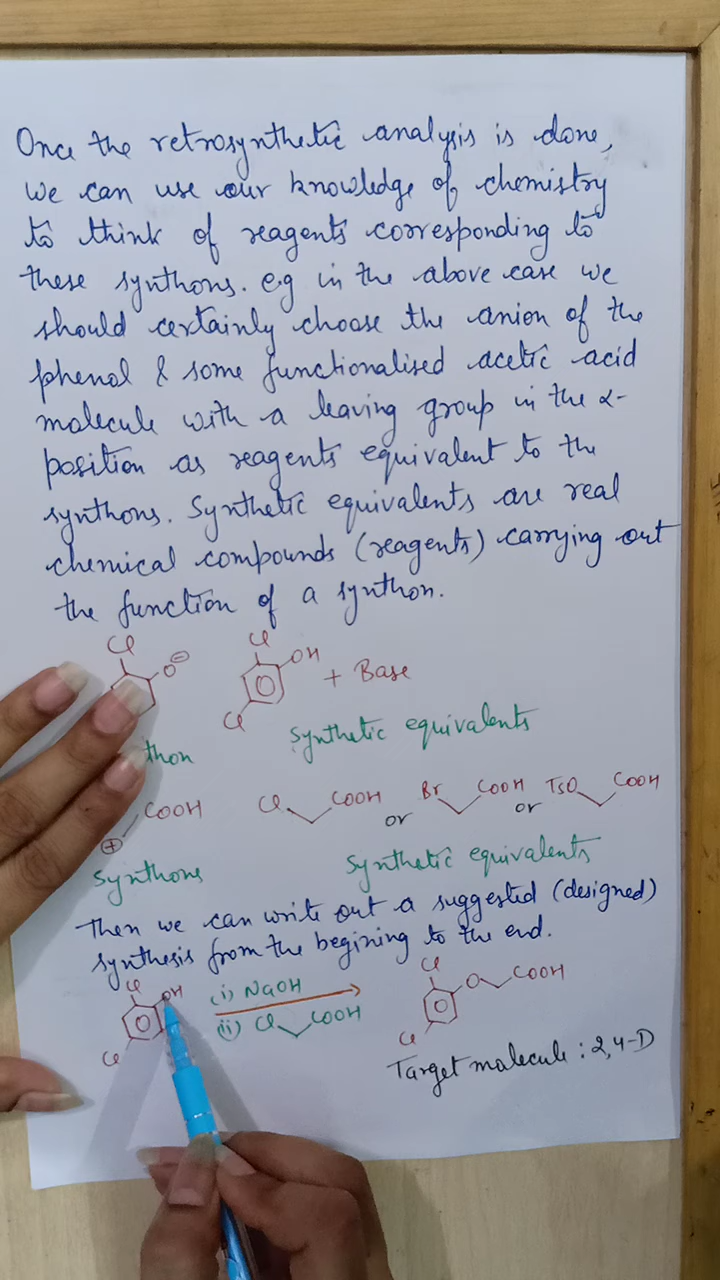 Once the retrosynthetic analysis is done,
we can use our knowledge of chemistry
to think of reagents corresponding to
these synthons. e.g in the above case we
should certainly choose the anion of the
phenol & some functionalised acetic acid
molecule with a leaving group in the α-
position as reagents equivalent to the
synthons. Synthetic equivalents are real
chemical compounds (reagents) carrying out
the function of a synthon.
Cl O⊖ Cl OH + Base
Cl
thon Synthetic equivalents
⊕ COOH Cl COOH or Br COOH or TsO COOH
Synthons Synthetic equivalents
Then we can write out a suggested (designed)
synthesis from the begining to the end.
Cl OH (i) NaOH Cl O COOH
Cl (ii) Cl COOH Cl
Target molecule : 2,4-D